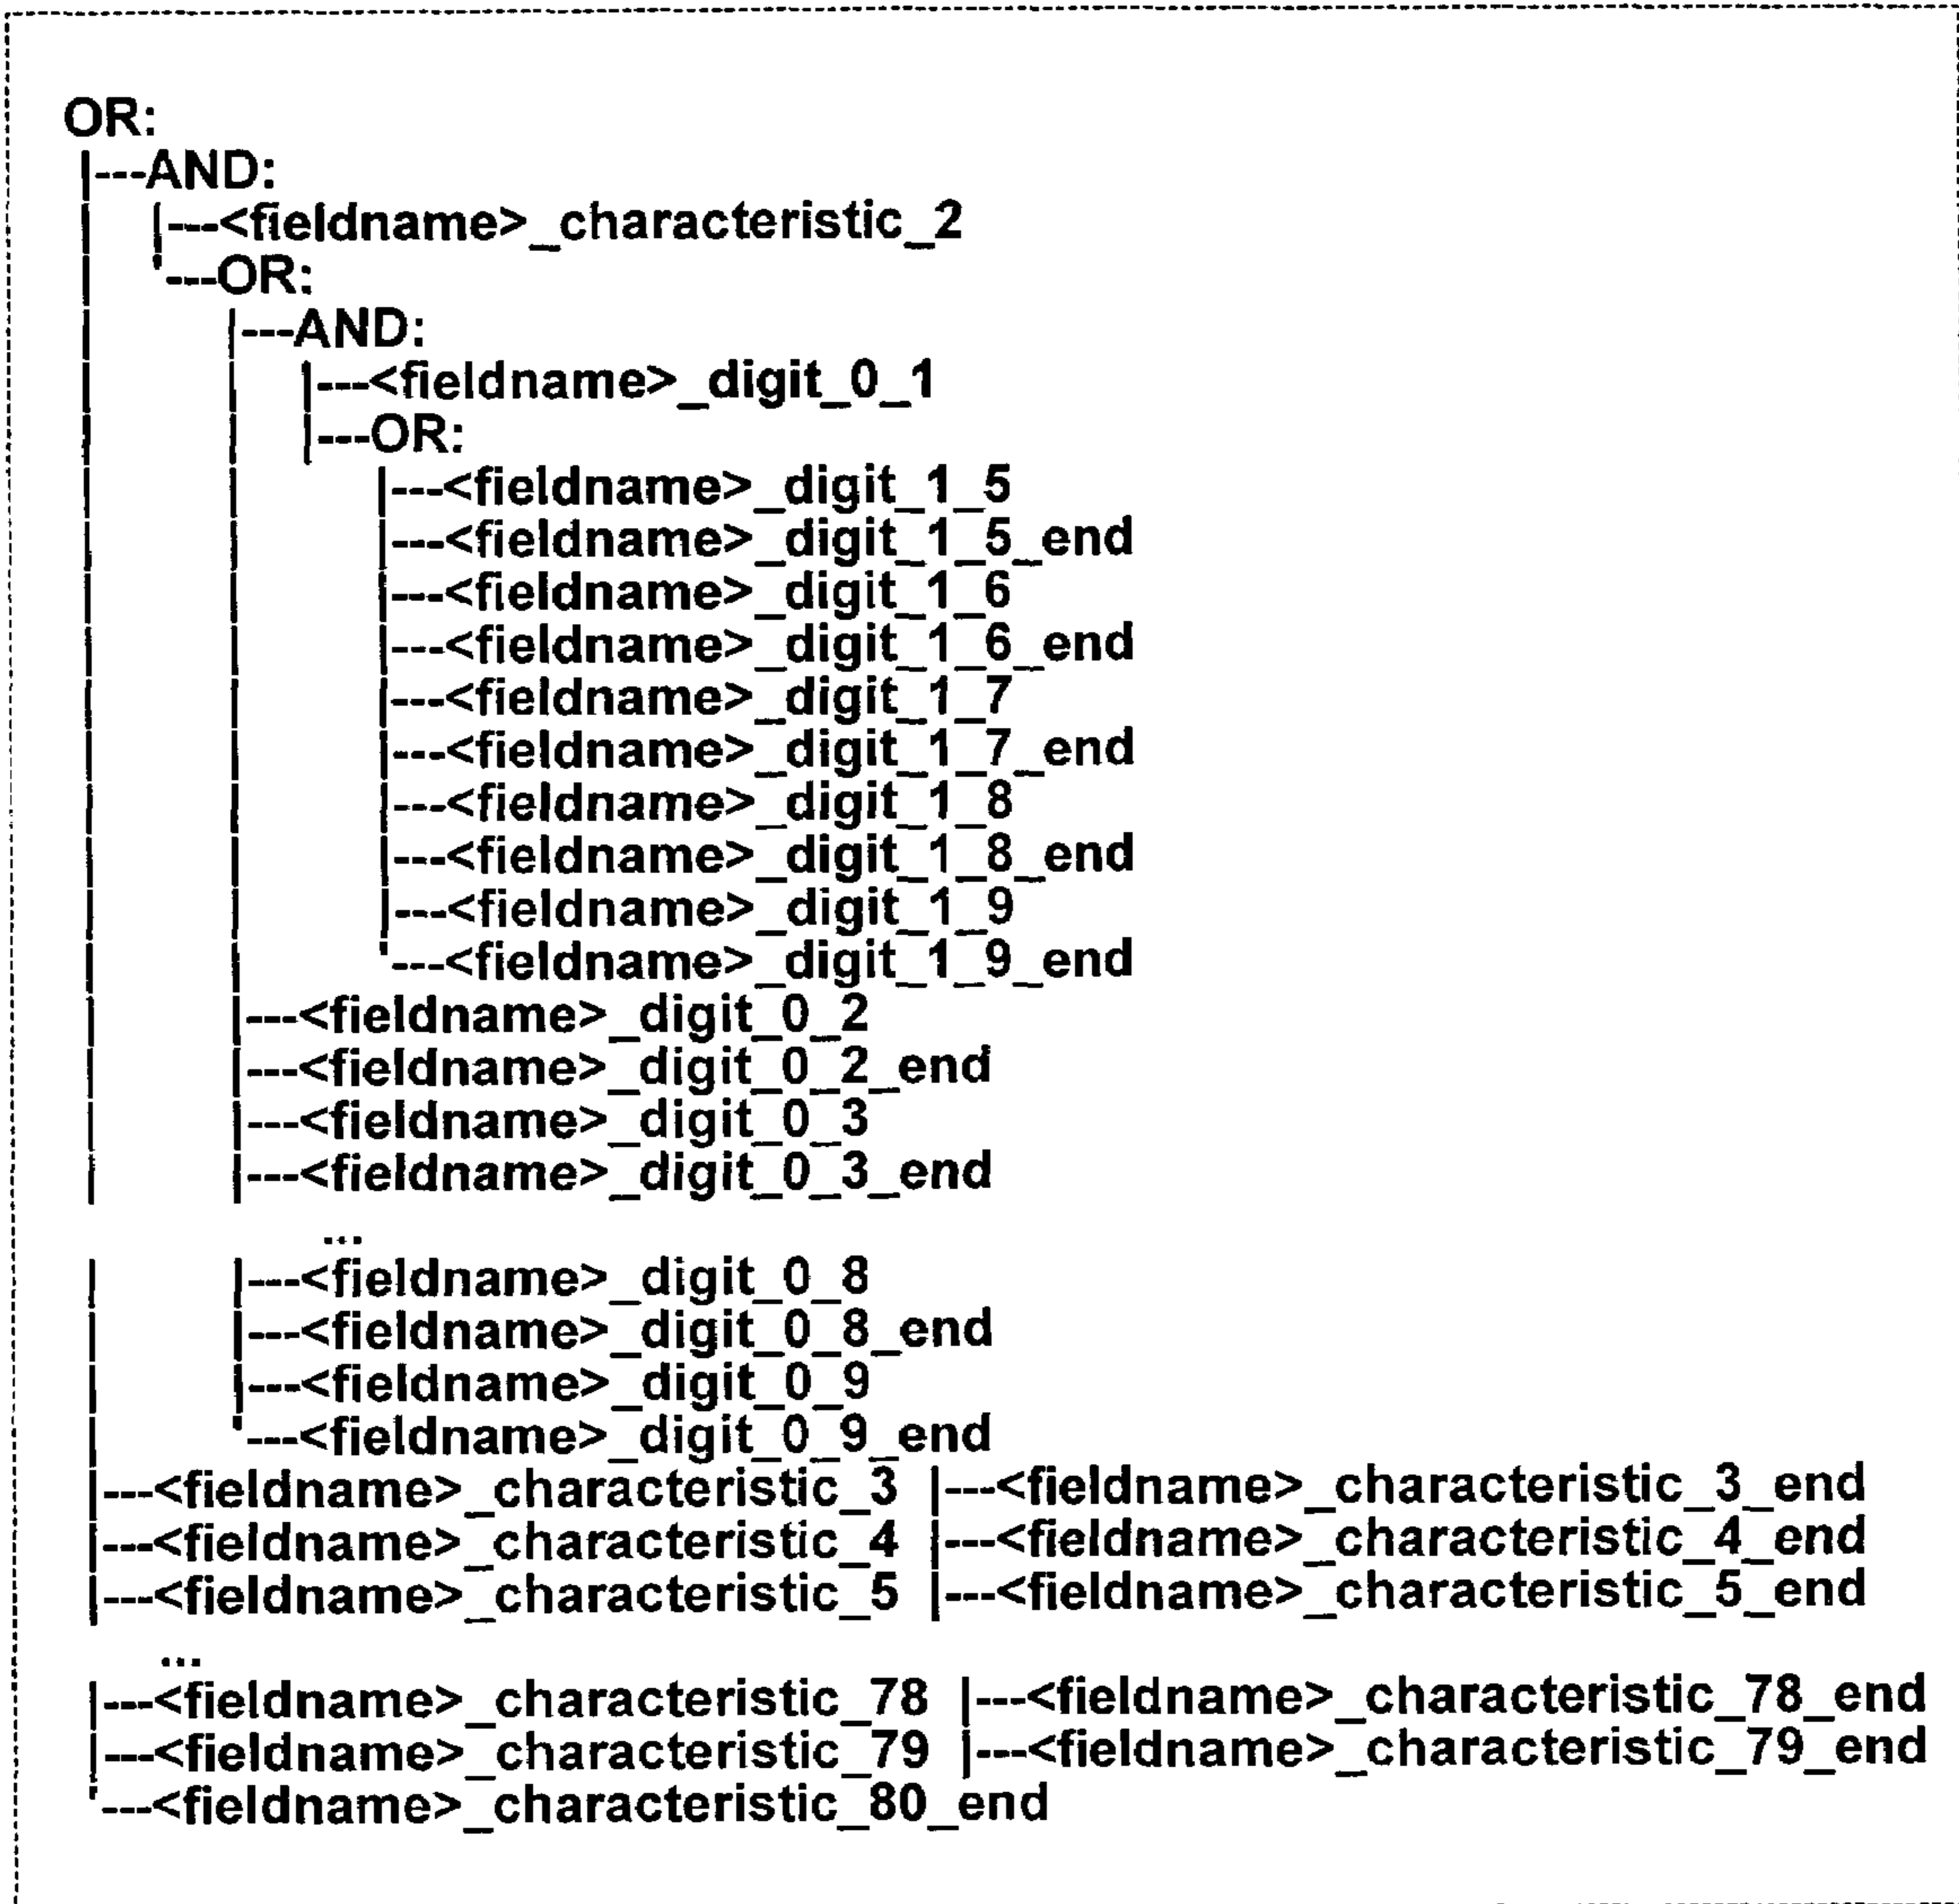 OR:
|---AND:
|---<fieldname>_characteristic_2
'---OR:
|---AND:
|---<fieldname>_digit_0_1
|---OR:
|---<fieldname>_digit_1_5
|---<fieldname>_digit_1_5_end
|---<fieldname>_digit_1_6
|---<fieldname>_digit_1_6_end
|---<fieldname>_digit_1_7
|---<fieldname>_digit_1_7_end
|---<fieldname>_digit_1_8
|---<fieldname>_digit_1_8_end
|---<fieldname>_digit_1_9
'---<fieldname>_digit_1_9_end
|---<fieldname>_digit_0_2
|---<fieldname>_digit_0_2_end
|---<fieldname>_digit_0_3
|---<fieldname>_digit_0_3_end
...
|---<fieldname>_digit_0_8
|---<fieldname>_digit_0_8_end
|---<fieldname>_digit_0_9
'---<fieldname>_digit_0_9_end
|---<fieldname>_characteristic_3 |---<fieldname>_characteristic_3_end
|---<fieldname>_characteristic_4 |---<fieldname>_characteristic_4_end
|---<fieldname>_characteristic_5 |---<fieldname>_characteristic_5_end
...
|---<fieldname>_characteristic_78 |---<fieldname>_characteristic_78_end
|---<fieldname>_characteristic_79 |---<fieldname>_characteristic_79_end
'---<fieldname>_characteristic_80_end